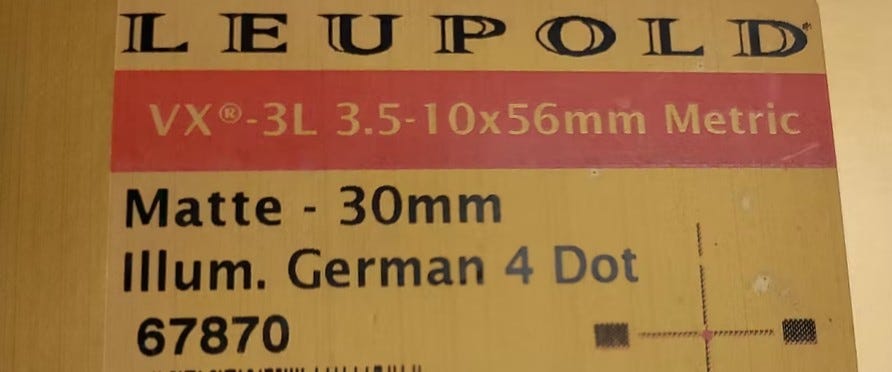 LEUPOLD
VX®-3L 3.5-10x56mm Metric
Matte - 30mm
Illum. German 4 Dot
67870